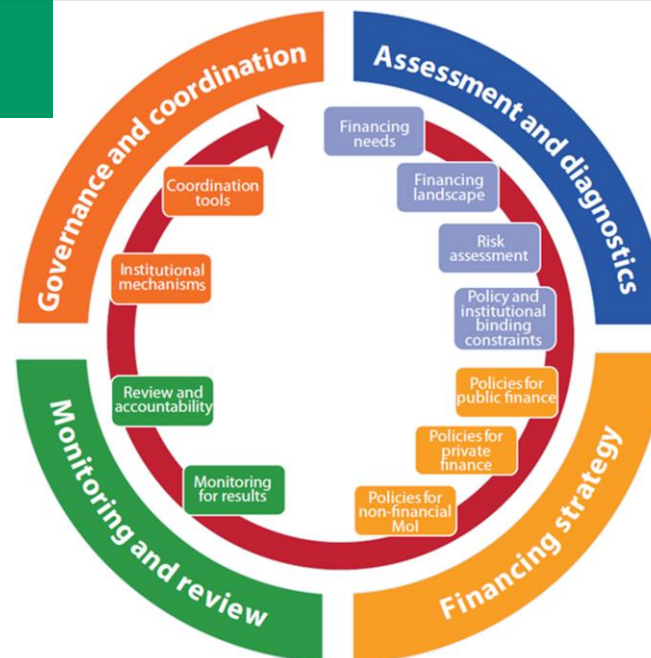 Assessment and diagnostics
Financing
needs
Financing
landscape
Risk
assessment
Policy and
institutional
binding
constraints
Financing strategy
Policies for
public finance
Policies for
private
finance
Policies for
non-financial
MoI
Monitoring and review
Monitoring
for results
Review and
accountability
Governance and coordination
Institutional
mechanisms
Coordination
tools